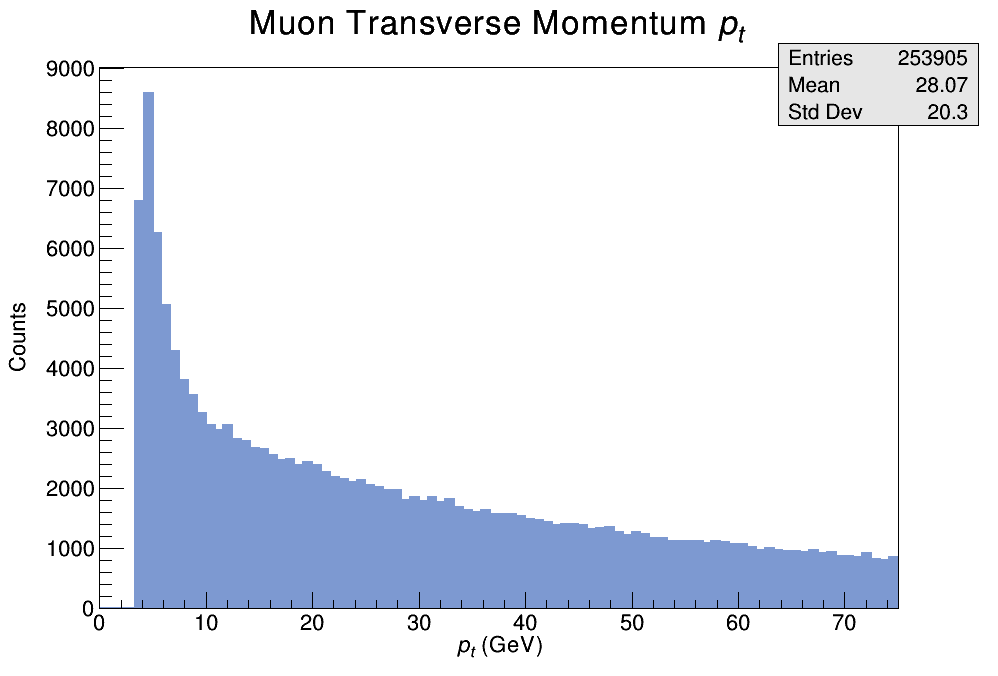 Muon Transverse Momentum pt
Entries 253905
Mean 28.07
Std Dev 20.3
9000
8000
7000
6000
5000
4000
3000
2000
1000
0
Counts
0 10 20 30 40 50 60 70
pt (GeV)